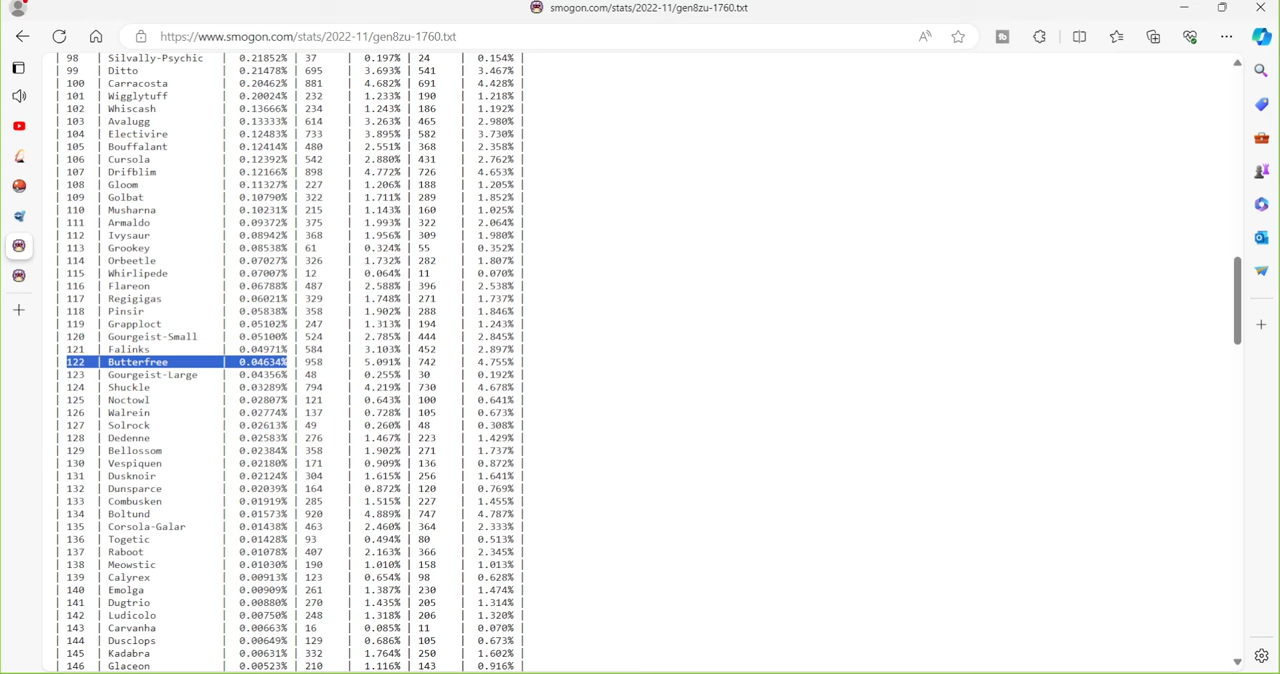 smogon.com/stats/2022-11/gen8zu-1760.txt
https://www.smogon.com/stats/2022-11/gen8zu-1760.txt
| 98 | Silvally-Psychic | 0.21852% | 37 | 0.197% | 24 | 0.154% |
| 99 | Ditto | 0.21478% | 695 | 3.693% | 541 | 3.467% |
| 100 | Carracosta | 0.20462% | 881 | 4.682% | 691 | 4.428% |
| 101 | Wigglytuff | 0.20024% | 232 | 1.233% | 190 | 1.218% |
| 102 | Whiscash | 0.13666% | 234 | 1.243% | 186 | 1.192% |
| 103 | Avalugg | 0.13333% | 614 | 3.263% | 465 | 2.980% |
| 104 | Electivire | 0.12483% | 733 | 3.895% | 582 | 3.730% |
| 105 | Bouffalant | 0.12414% | 480 | 2.551% | 368 | 2.358% |
| 106 | Cursola | 0.12392% | 542 | 2.880% | 431 | 2.762% |
| 107 | Drifblim | 0.12166% | 898 | 4.772% | 726 | 4.653% |
| 108 | Gloom | 0.11327% | 227 | 1.206% | 188 | 1.205% |
| 109 | Golbat | 0.10790% | 322 | 1.711% | 289 | 1.852% |
| 110 | Musharna | 0.10231% | 215 | 1.143% | 160 | 1.025% |
| 111 | Armaldo | 0.09372% | 375 | 1.993% | 322 | 2.064% |
| 112 | Ivysaur | 0.08942% | 368 | 1.956% | 309 | 1.980% |
| 113 | Grookey | 0.08538% | 61 | 0.324% | 55 | 0.352% |
| 114 | Orbeetle | 0.07027% | 326 | 1.732% | 282 | 1.807% |
| 115 | Whirlipede | 0.07007% | 12 | 0.064% | 11 | 0.070% |
| 116 | Flareon | 0.06788% | 487 | 2.588% | 396 | 2.538% |
| 117 | Regigigas | 0.06021% | 329 | 1.748% | 271 | 1.737% |
| 118 | Pinsir | 0.05838% | 358 | 1.902% | 288 | 1.846% |
| 119 | Grapploct | 0.05102% | 247 | 1.313% | 194 | 1.243% |
| 120 | Gourgeist-Small | 0.05100% | 524 | 2.785% | 444 | 2.845% |
| 121 | Falinks | 0.04971% | 584 | 3.103% | 452 | 2.897% |
| 122 | Butterfree | 0.04634% | 958 | 5.091% | 742 | 4.755% |
| 123 | Gourgeist-Large | 0.04356% | 48 | 0.255% | 30 | 0.192% |
| 124 | Shuckle | 0.03289% | 794 | 4.219% | 730 | 4.678% |
| 125 | Noctowl | 0.02807% | 121 | 0.643% | 100 | 0.641% |
| 126 | Walrein | 0.02774% | 137 | 0.728% | 105 | 0.673% |
| 127 | Solrock | 0.02613% | 49 | 0.260% | 48 | 0.308% |
| 128 | Dedenne | 0.02583% | 276 | 1.467% | 223 | 1.429% |
| 129 | Bellossom | 0.02384% | 358 | 1.902% | 271 | 1.737% |
| 130 | Vespiquen | 0.02180% | 171 | 0.909% | 136 | 0.872% |
| 131 | Dusknoir | 0.02124% | 304 | 1.615% | 256 | 1.641% |
| 132 | Dunsparce | 0.02039% | 164 | 0.872% | 120 | 0.769% |
| 133 | Combusken | 0.01919% | 285 | 1.515% | 227 | 1.455% |
| 134 | Boltund | 0.01573% | 920 | 4.889% | 747 | 4.787% |
| 135 | Corsola-Galar | 0.01438% | 463 | 2.460% | 364 | 2.333% |
| 136 | Togetic | 0.01428% | 93 | 0.494% | 80 | 0.513% |
| 137 | Raboot | 0.01078% | 407 | 2.163% | 366 | 2.345% |
| 138 | Meowstic | 0.01030% | 190 | 1.010% | 158 | 1.013% |
| 139 | Calyrex | 0.00913% | 123 | 0.654% | 98 | 0.628% |
| 140 | Emolga | 0.00909% | 261 | 1.387% | 230 | 1.474% |
| 141 | Dugtrio | 0.00880% | 270 | 1.435% | 205 | 1.314% |
| 142 | Ludicolo | 0.00750% | 248 | 1.318% | 206 | 1.320% |
| 143 | Carvanha | 0.00663% | 16 | 0.085% | 11 | 0.070% |
| 144 | Dusclops | 0.00649% | 129 | 0.686% | 105 | 0.673% |
| 145 | Kadabra | 0.00631% | 332 | 1.764% | 250 | 1.602% |
| 146 | Glaceon | 0.00523% | 210 | 1.116% | 143 | 0.916% |